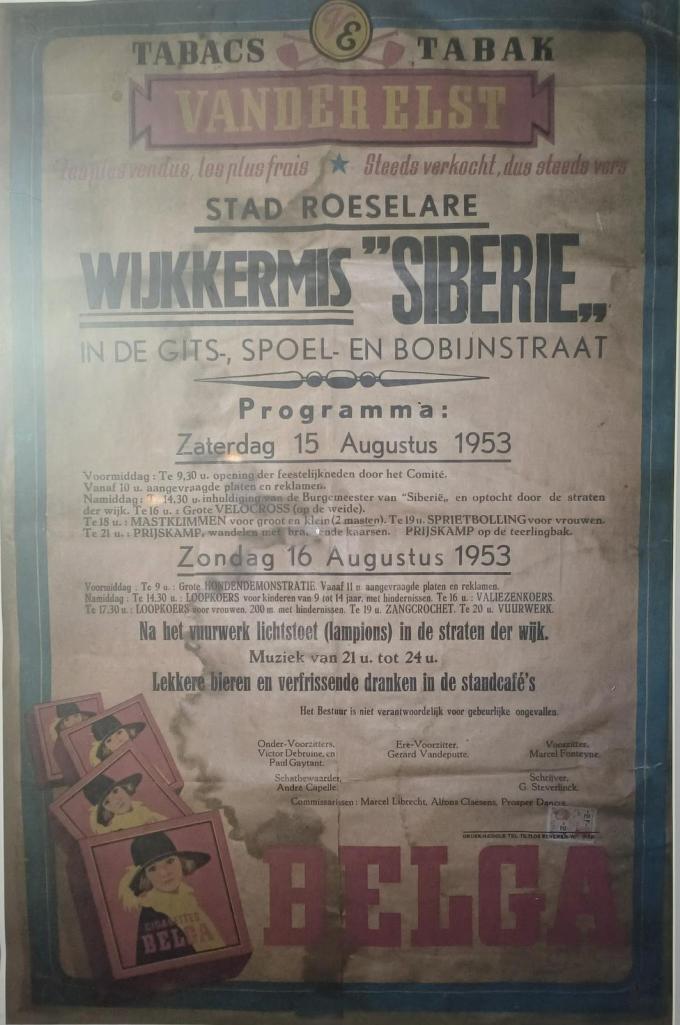 VE
TABACS TABAK
VANDER ELST
les plus frais ★ Steeds verkocht, dus steeds vers
STAD ROESELARE
WIJKKERMIS "SIBERIE„
IN DE GITS-, SPOEL- EN BOBIJNSTRAAT
Programma:
Zaterdag 15 Augustus 1953
Voormiddag : Te 9,30 u. opening der feestelijkheden door het Comité.
Vanaf 10 u. aangevraagde platen en reklamen.
Namiddag : Te 14.30 u. inhuldiging van de Burgemeester van "Siberië„ en optocht door de straten
der wijk. Te 16 u. : Grote VELOCROSS (op de weide).
Te 18 u. : MASTKLIMMEN voor groot en klein (2 masten). Te 19 u. SPRIETBOLLING voor vrouwen.
Te 21 u. : PRIJSKAMP, wandelen met kaarsen. PRIJSKAMP op de teerlingbak.
Zondag 16 Augustus 1953
Voormiddag : Te 9 u. : Grote HONDENDEMONSTRATIE. Vanaf 11 u. aangevraagde platen en reklamen.
Namiddag : Te 14.30 u. : LOOPKOERS voor kinderen van 9 tot 14 jaar, met hindernissen. Te 16 u. : VALIEZENKOERS.
Te 17.30 u. : LOOPKOERS voor vrouwen, 200 m. met hindernissen. Te 19 u. ZANGCROCHET. Te 20 u. VUURWERK.
Na het vuurwerk lichtstoet (lampions) in de straten der wijk.
Muziek van 21 u. tot 24 u.
Lekkere bieren en verfrissende dranken in de standcafé's
Het Bestuur is niet verantwoordelijk voor gebeurlijke ongevallen.
Onder-Voorzitters, Ere-Voorzitter, Voorzitter,
Victor Debruine, en Gerard Vandeputte. Marcel Fonteyne.
Paul Gaytant.
Schatbewaarder, Schrijver,
André Capelle. G. Steverlinck.
Commissarissen : Marcel Librecht, Alfons Claesens, Prosper
BELGA
CIGARETTES
BELGA